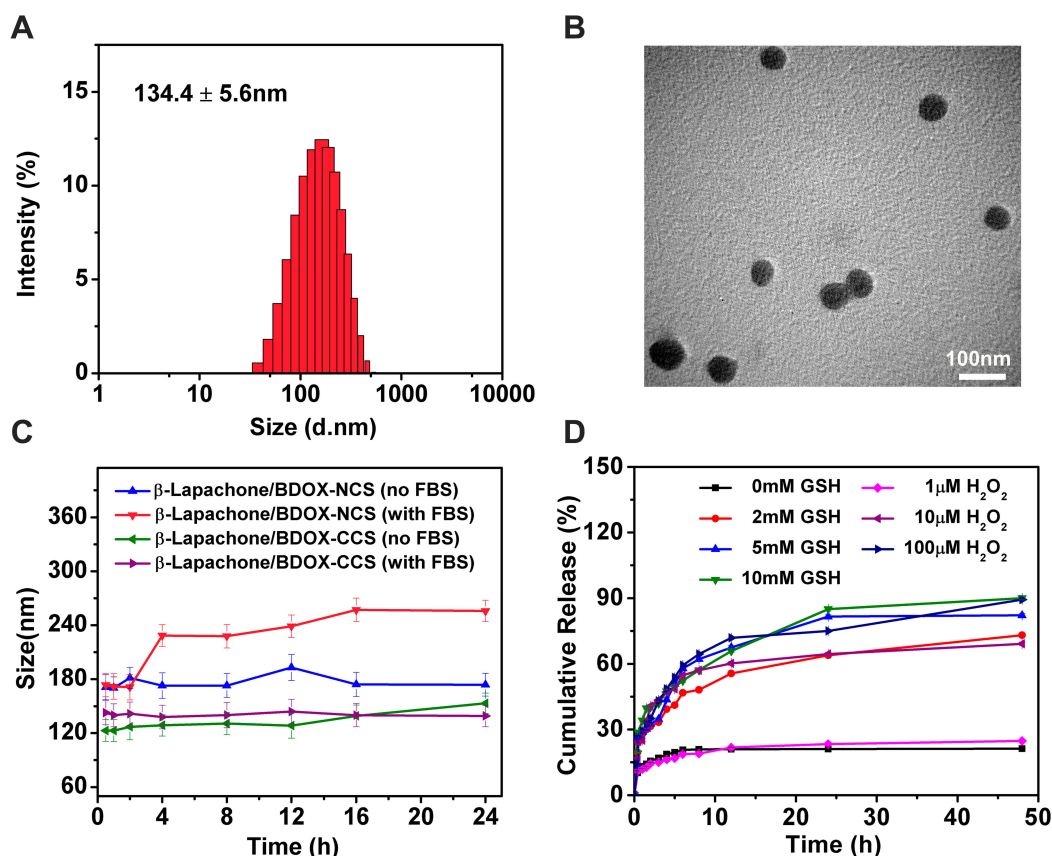 A
134.4 ± 5.6nm
15
10
5
0
Intensity (%)
1
10
100
1000
10000
Size (d.nm)
B
100nm
C
β-Lapachone/BDOX-NCS (no FBS)
β-Lapachone/BDOX-NCS (with FBS)
β-Lapachone/BDOX-CCS (no FBS)
β-Lapachone/BDOX-CCS (with FBS)
360
300
240
180
120
60
Size(nm)
0
4
8
12
16
20
24
Time (h)
D
0mM GSH
2mM GSH
5mM GSH
10mM GSH
1μM H₂O₂
10μM H₂O₂
100μM H₂O₂
150
120
90
60
30
0
Cumulative Release (%)
0
10
20
30
40
50
Time (h)